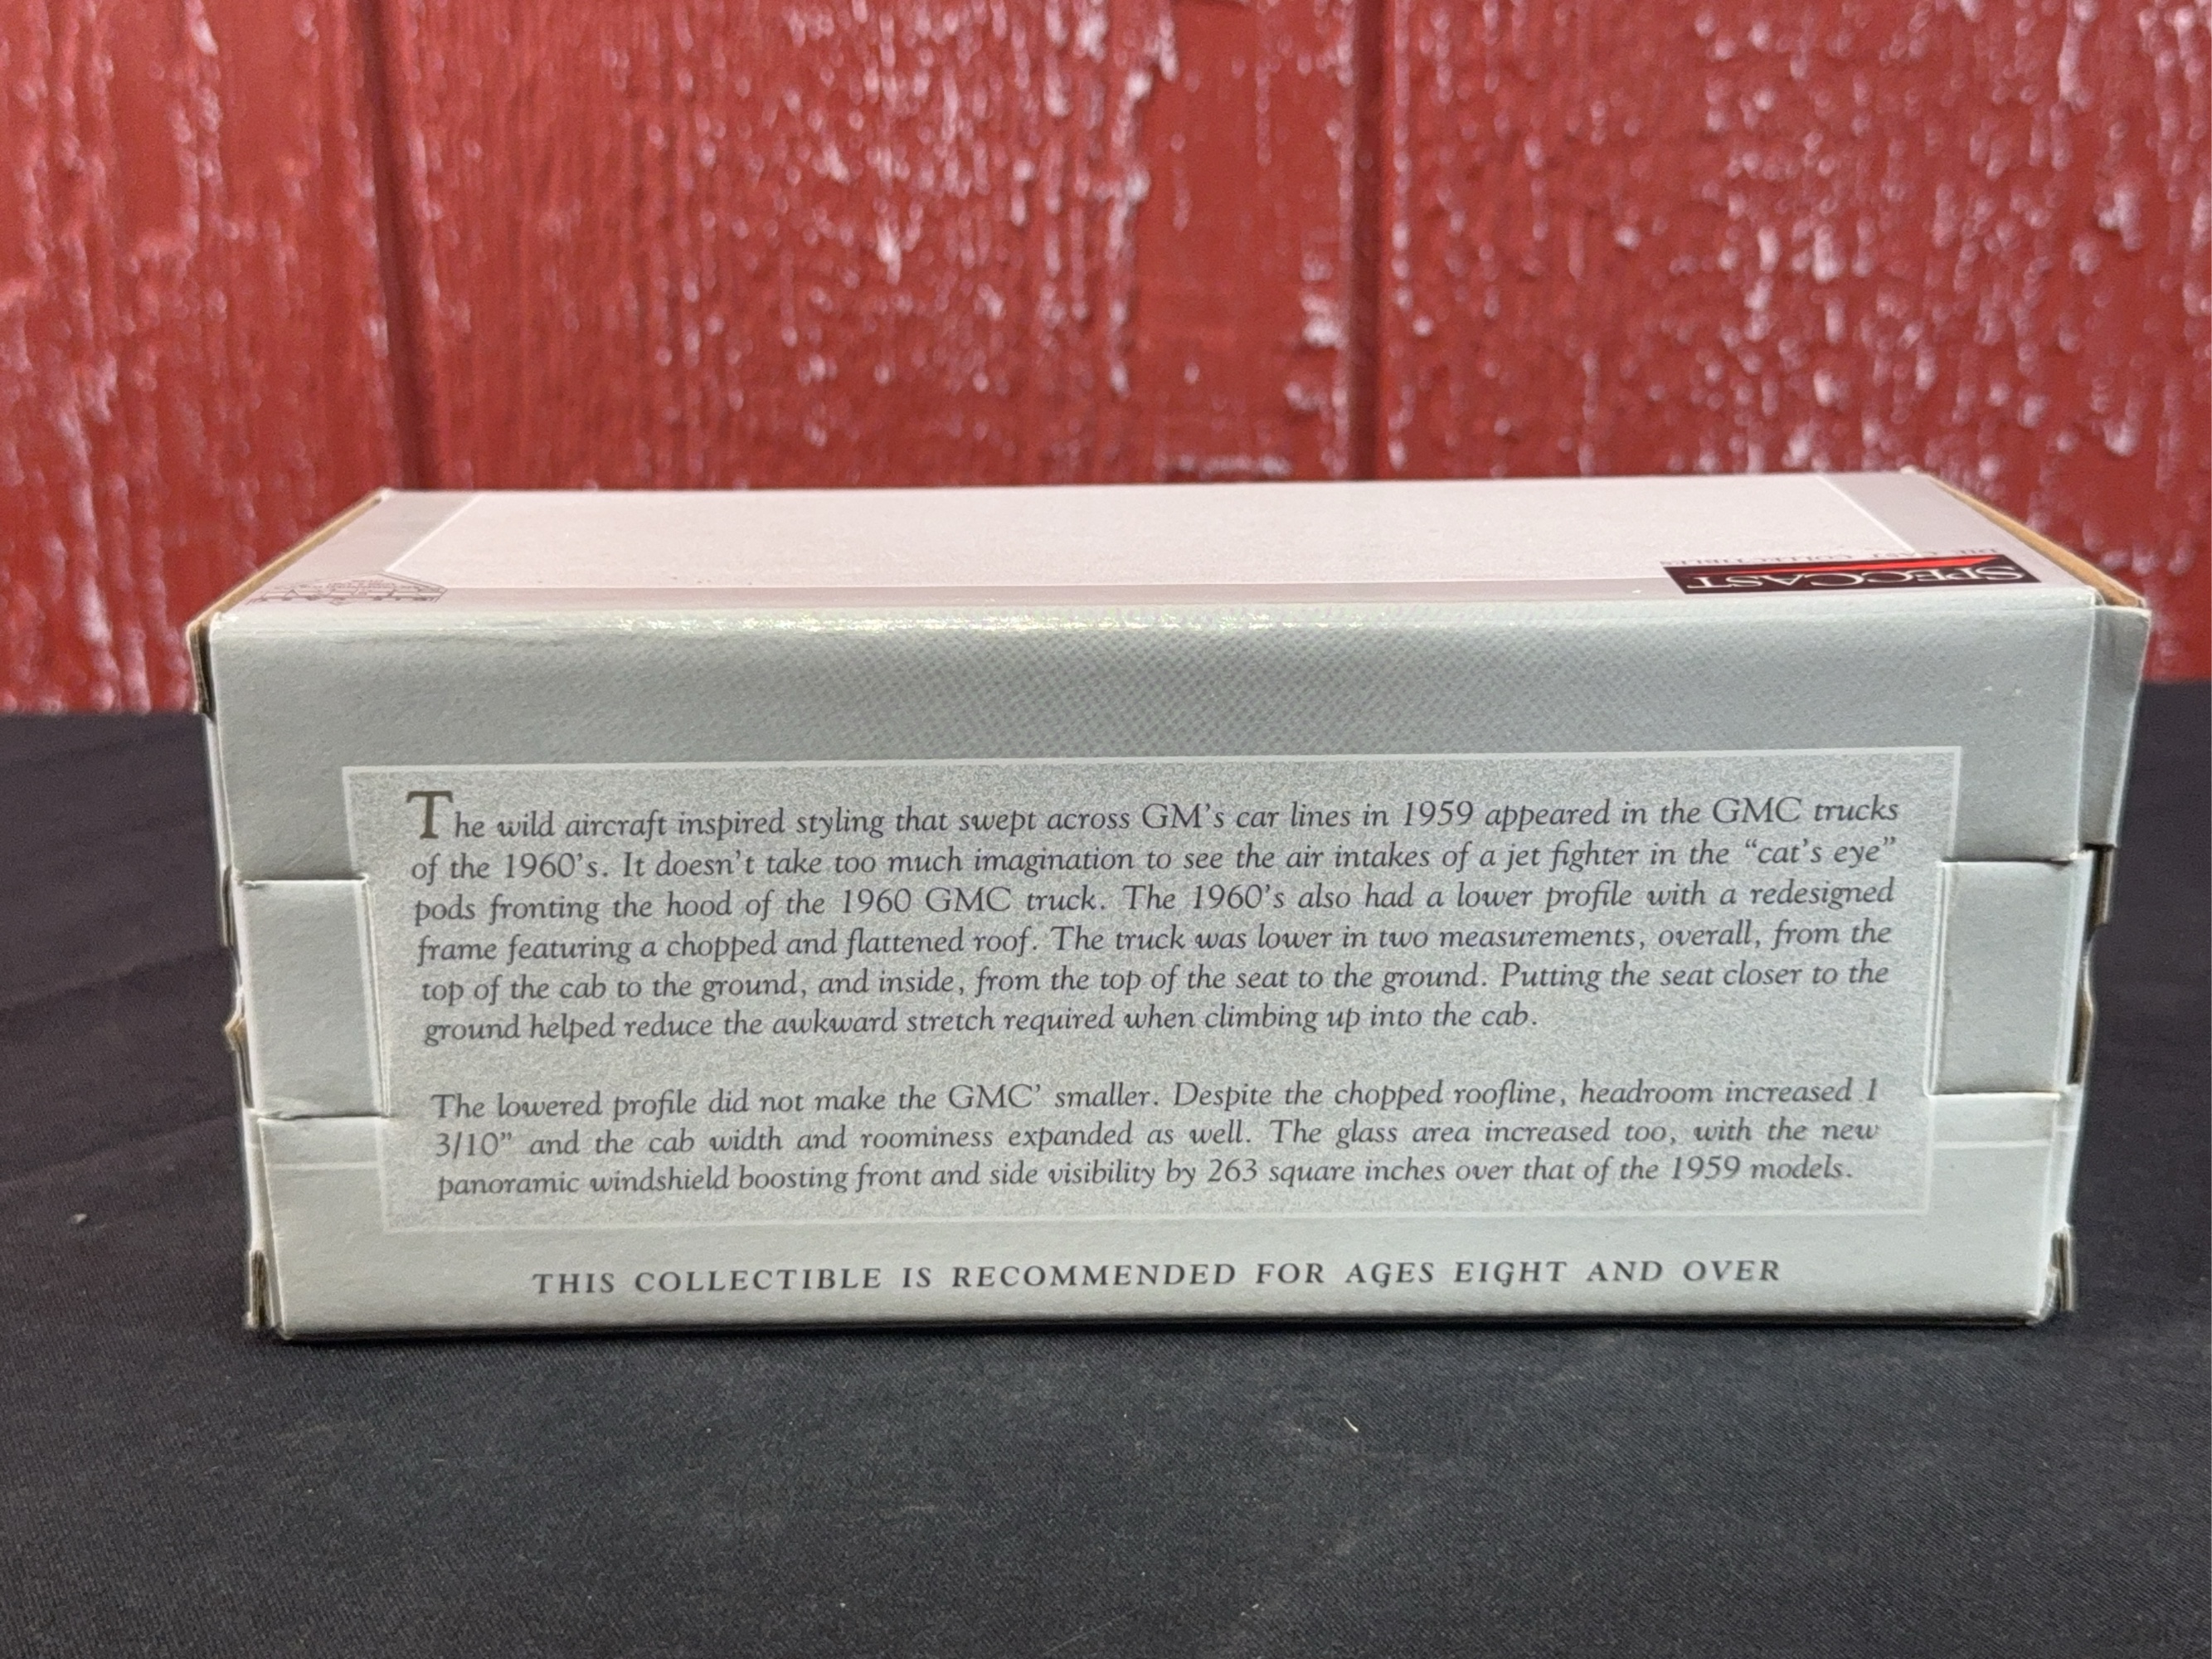 SPECCAST
DIE CAST COLLECTIBLES
The wild aircraft inspired styling that swept across GM's car lines in 1959 appeared in the GMC trucks
of the 1960's. It doesn't take too much imagination to see the air intakes of a jet fighter in the "cat's eye"
pods fronting the hood of the 1960 GMC truck. The 1960's also had a lower profile with a redesigned
frame featuring a chopped and flattened roof. The truck was lower in two measurements, overall, from the
top of the cab to the ground, and inside, from the top of the seat to the ground. Putting the seat closer to the
ground helped reduce the awkward stretch required when climbing up into the cab.
The lowered profile did not make the GMC' smaller. Despite the chopped roofline, headroom increased 1
3/10" and the cab width and roominess expanded as well. The glass area increased too, with the new
panoramic windshield boosting front and side visibility by 263 square inches over that of the 1959 models.
THIS COLLECTIBLE IS RECOMMENDED FOR AGES EIGHT AND OVER